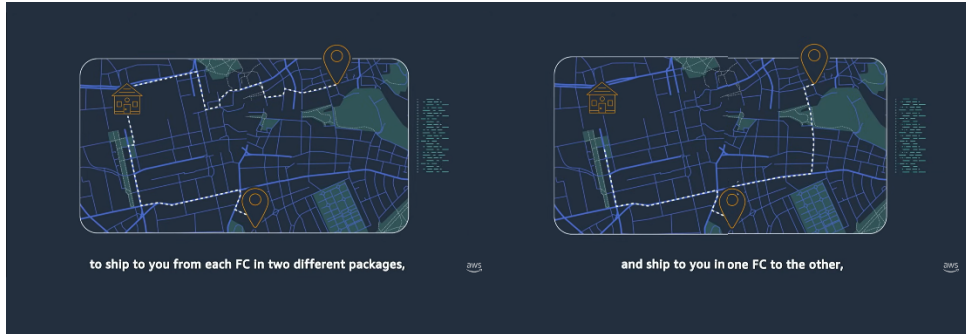 to ship to you from each FC in two different packages,
aws
and ship to you in one FC to the other,
aws